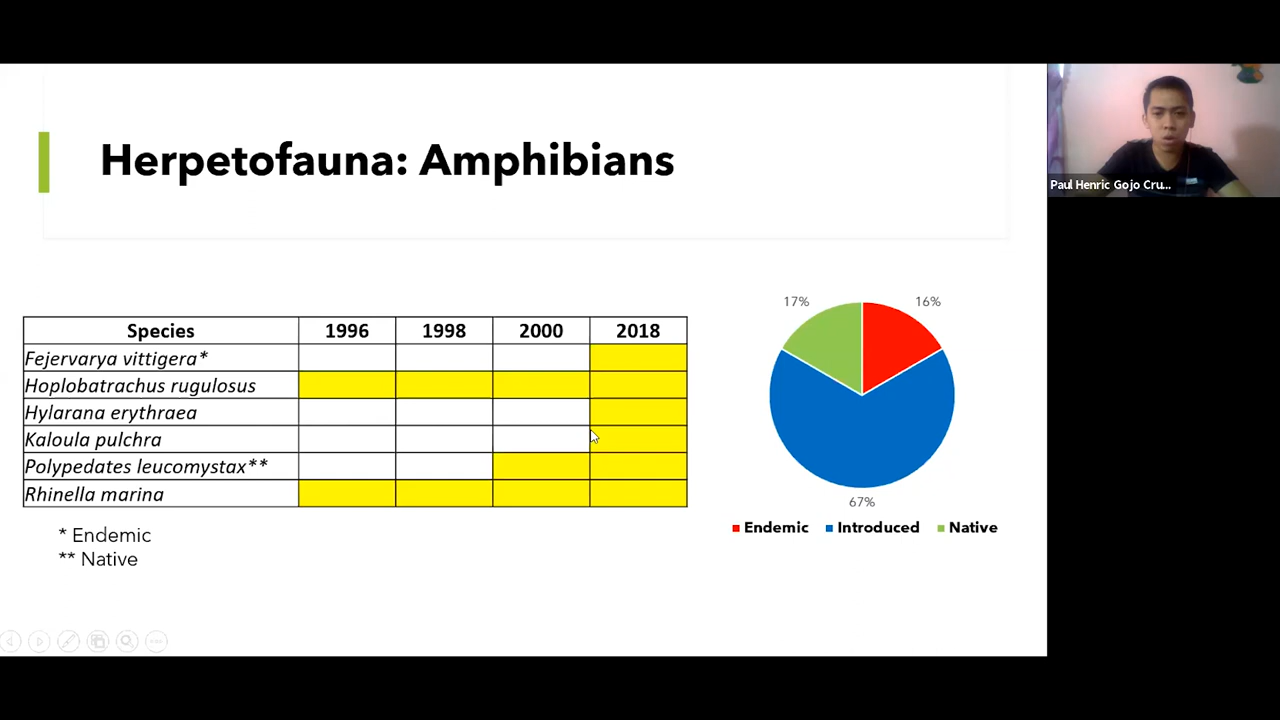 Herpetofauna: Amphibians
Paul Henric Gojo Cru...
Species 1996 1998 2000 2018
Fejervarya vittigera*
Hoplobatrachus rugulosus
Hylarana erythraea
Kaloula pulchra
Polypedates leucomystax**
Rhinella marina
* Endemic
** Native
17% 16%
67%
Endemic Introduced Native